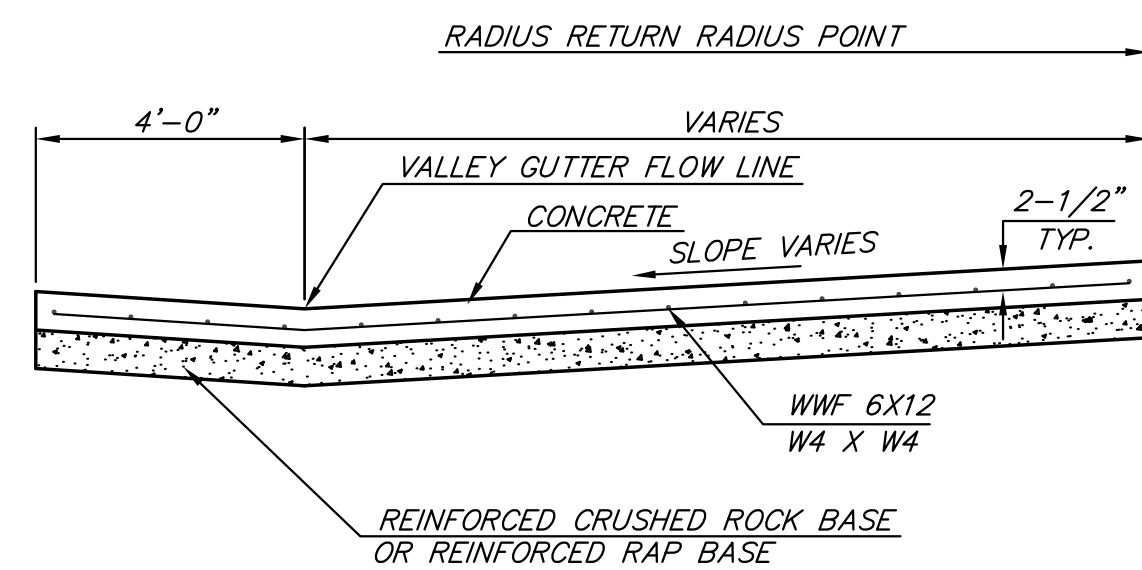 RADIUS RETURN RADIUS POINT
4'-0"
VARIES
VALLEY GUTTER FLOW LINE
CONCRETE
2-1/2"
TYP.
SLOPE VARIES
WWF 6X12
W4 X W4
REINFORCED CRUSHED ROCK BASE
OR REINFORCED RAP BASE